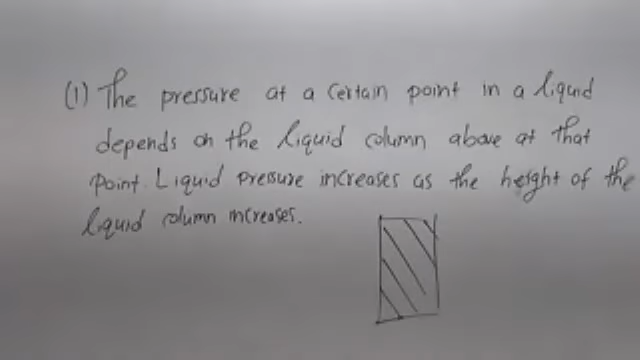 (1) The pressure at a certain point in a liquid
depends on the liquid column above at that
point. Liquid pressure increases as the height of the
liquid column increases.